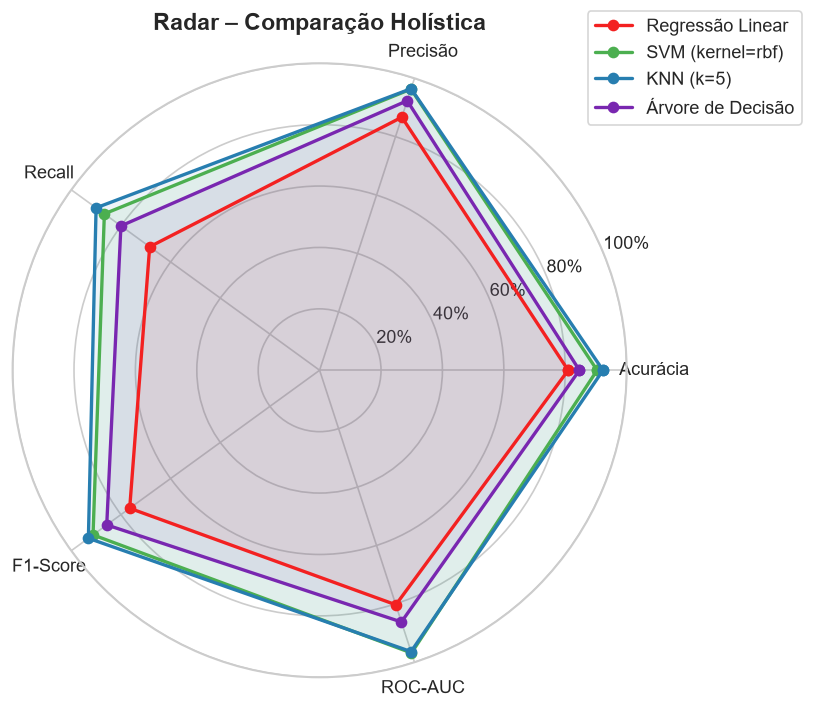 Radar – Comparação Holística
Regressão Linear
SVM (kernel=rbf)
KNN (k=5)
Árvore de Decisão
Precisão
Recall
100%
80%
60%
40%
20%
Acurácia
F1-Score
ROC-AUC